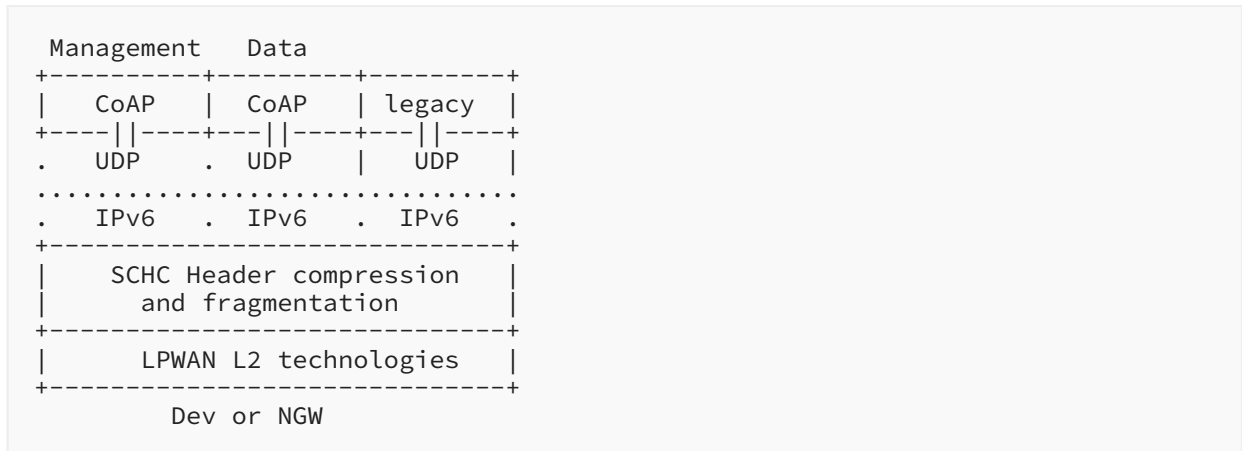 Management   Data
+----------+---------+---------+
|   CoAP   |  CoAP   | legacy  |
+----||----+---||----+---||----+
.   UDP    .  UDP    |   UDP   |
................................
.   IPv6   .  IPv6   .  IPv6   .
+------------------------------+
|    SCHC Header compression   |
|      and fragmentation       |
+------------------------------+
|      LPWAN L2 technologies   |
+------------------------------+
         Dev or NGW